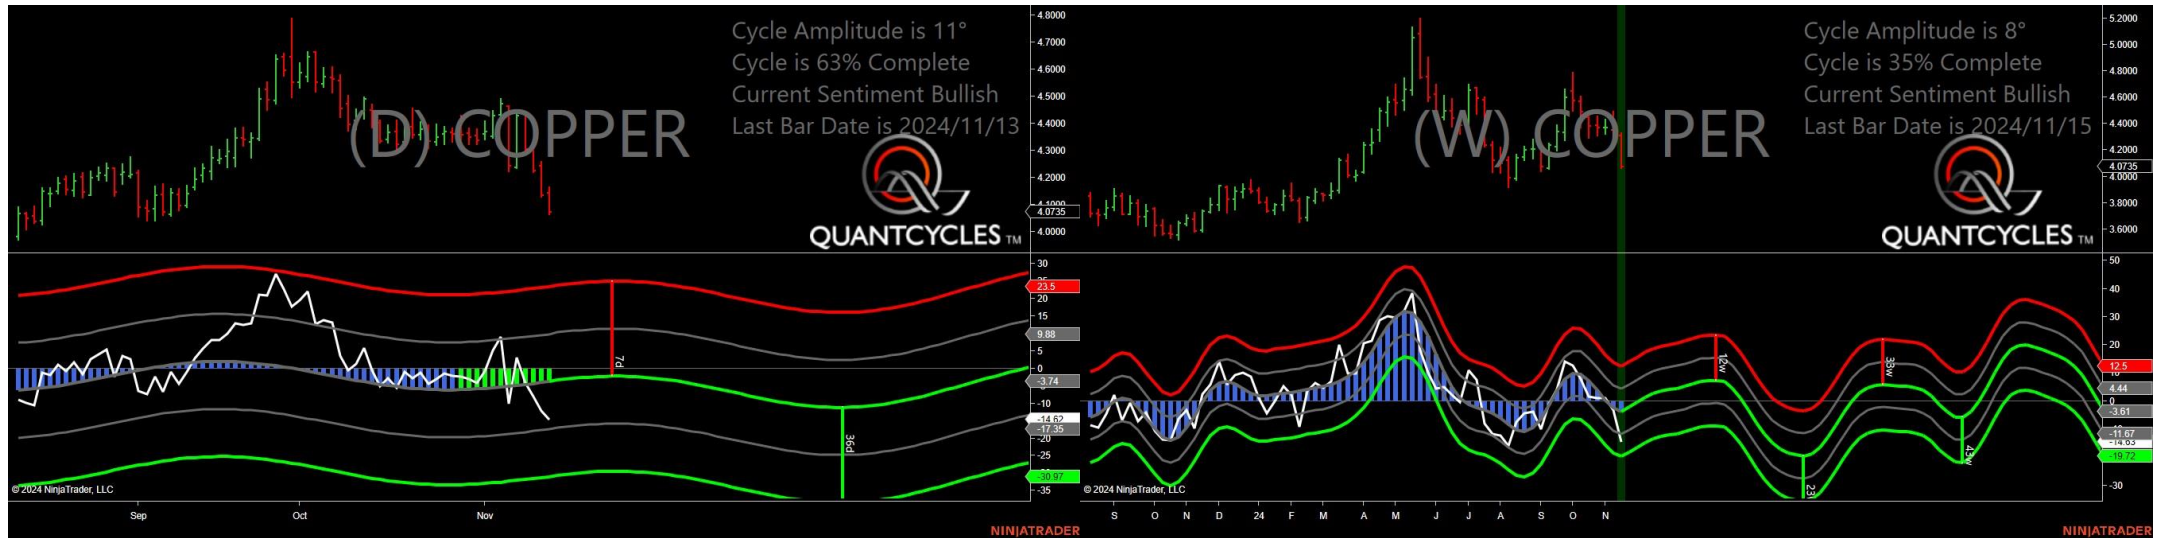 Cycle Amplitude is 11°
Cycle is 63% Complete
Current Sentiment Bullish
Last Bar Date is 2024/11/13
(D) COPPER
QUANTCYCLES TM
4.8000
4.7000
4.6000
4.5000
4.4000
4.3000
4.2000
4.1000
4.0735
4.0000
30
25
23.5
20
15
9.88
5
0
-3.74
-10
-14.62
-17.35
-25
-30.97
-35
7d
36d
© 2024 NinjaTrader, LLC
Sep
Oct
Nov
NINJATRADER
Cycle Amplitude is 8°
Cycle is 35% Complete
Current Sentiment Bullish
Last Bar Date is 2024/11/15
(W) COPPER
QUANTCYCLES TM
5.2000
5.0000
4.8000
4.6000
4.4000
4.2000
4.0735
4.0000
3.8000
3.6000
50
40
30
20
12.5
4.44
0
-3.61
-11.67
-14.63
-19.72
-30
12w
33w
43w
© 2024 NinjaTrader, LLC
S O N D 24 F M A M J J A S O N
NINJATRADER